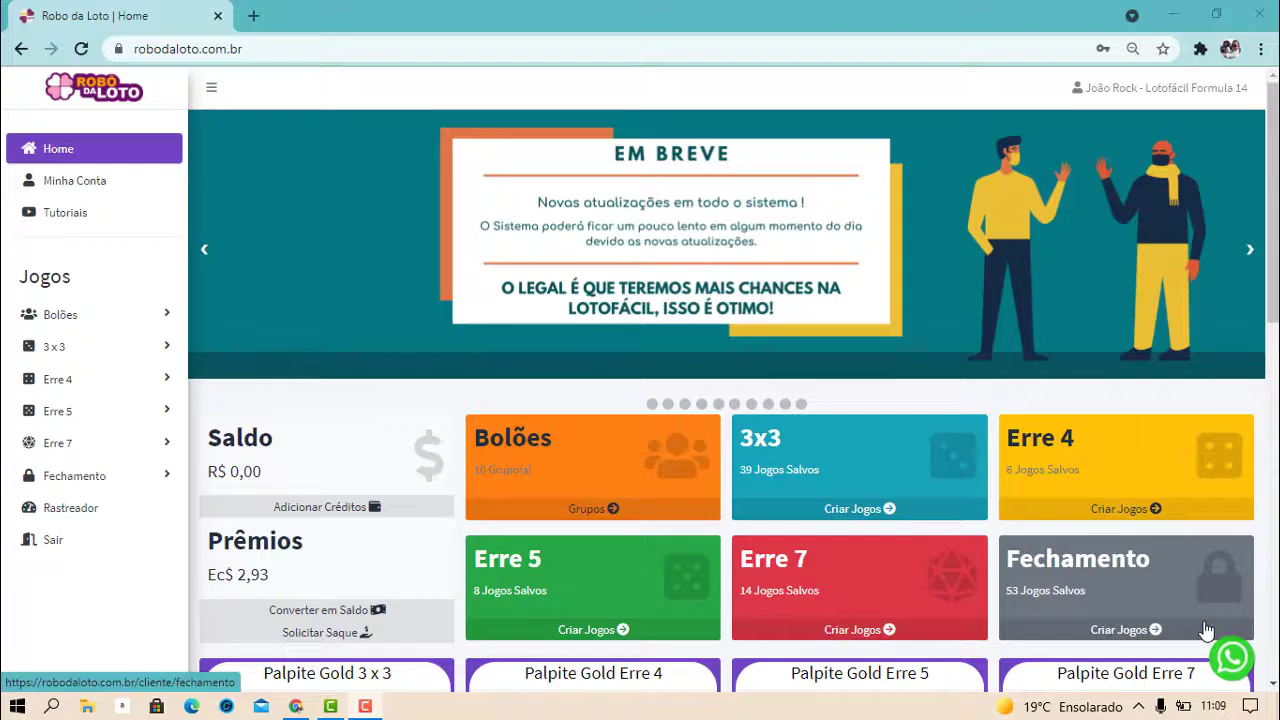 Robo da Loto | Home
robodaloto.com.br
ROBO DA LOTO
João Rock - Lotofácil Formula 14
Home
Minha Conta
Tutoriais
Jogos
Bolões
3 x 3
Erre 4
Erre 5
Erre 7
Fechamento
Rastreador
Sair
EM BREVE
Novas atualizações em todo o sistema !
O Sistema poderá ficar um pouco lento em algum momento do dia
devido as novas atualizações.
O LEGAL É QUE TEREMOS MAIS CHANCES NA
LOTOFÁCIL, ISSO É OTIMO!
Saldo
R$ 0,00
Adicionar Créditos
Bolões
10 Grupo(s)
Grupos
3x3
39 Jogos Salvos
Criar Jogos
Erre 4
6 Jogos Salvos
Criar Jogos
Prêmios
Ec$ 2,93
Converter em Saldo
Solicitar Saque
Erre 5
8 Jogos Salvos
Criar Jogos
Erre 7
14 Jogos Salvos
Criar Jogos
Fechamento
53 Jogos Salvos
Criar Jogos
Palpite Gold 3 x 3
Palpite Gold Erre 4
Palpite Gold Erre 5
Palpite Gold Erre 7
https://robodaloto.com.br/cliente/fechamento
19°C Ensolarado
11:09